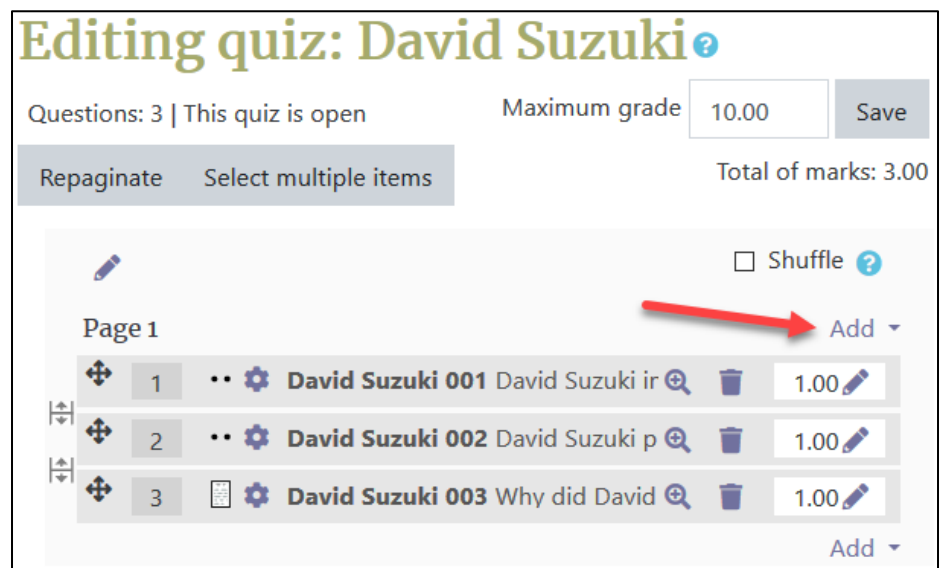 Editing quiz: David Suzuki
Questions: 3 | This quiz is open Maximum grade 10.00 Save
Repaginate Select multiple items Total of marks: 3.00
Shuffle
Page 1 Add
1 David Suzuki 001 David Suzuki ir 1.00
2 David Suzuki 002 David Suzuki p 1.00
3 David Suzuki 003 Why did David 1.00
Add